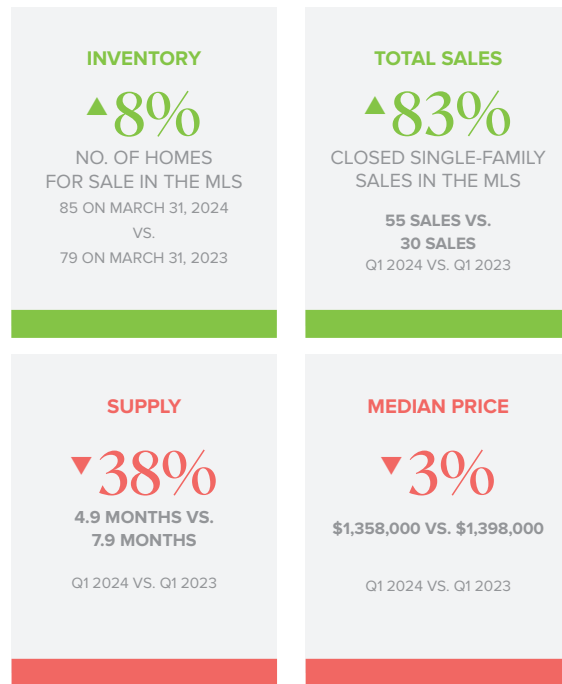 INVENTORY
▲8%
NO. OF HOMES
FOR SALE IN THE MLS
85 ON MARCH 31, 2024
VS.
79 ON MARCH 31, 2023
TOTAL SALES
▲83%
CLOSED SINGLE-FAMILY
SALES IN THE MLS
55 SALES VS.
30 SALES
Q1 2024 VS. Q1 2023
SUPPLY
▼38%
4.9 MONTHS VS.
7.9 MONTHS
Q1 2024 VS. Q1 2023
MEDIAN PRICE
▼3%
$1,358,000 VS. $1,398,000
Q1 2024 VS. Q1 2023